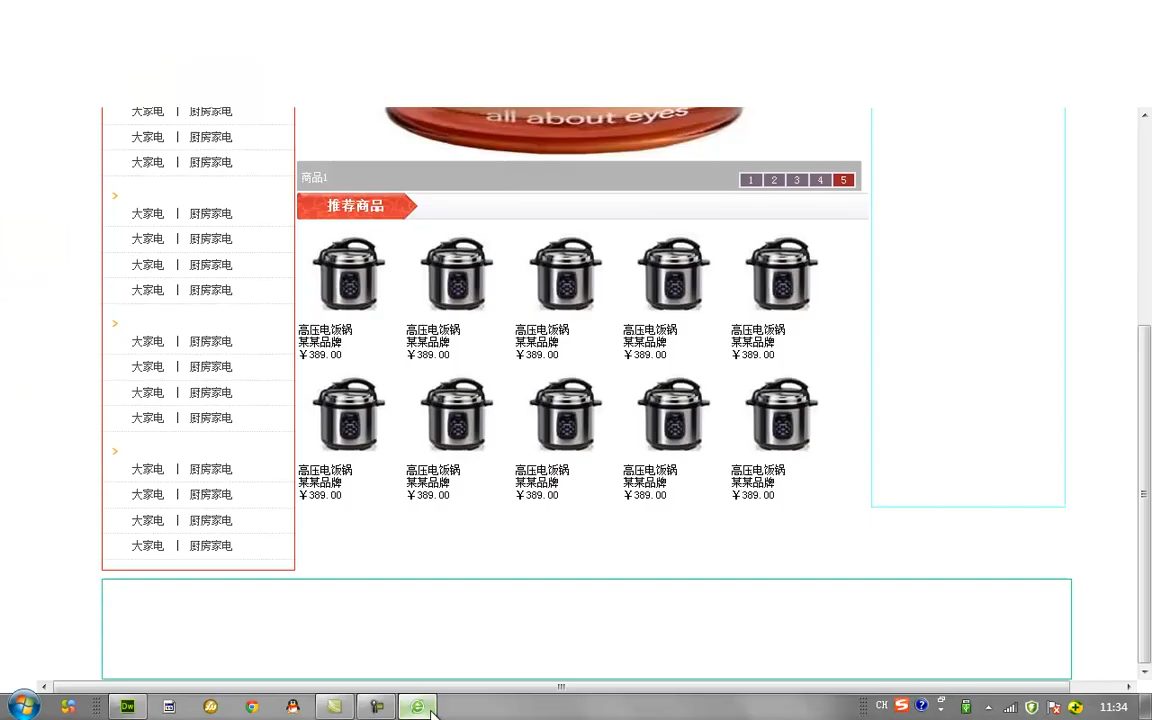 all about eyes
大家电 | 厨房家电
大家电 | 厨房家电
大家电 | 厨房家电
>
大家电 | 厨房家电
大家电 | 厨房家电
大家电 | 厨房家电
大家电 | 厨房家电
>
大家电 | 厨房家电
大家电 | 厨房家电
大家电 | 厨房家电
大家电 | 厨房家电
>
大家电 | 厨房家电
大家电 | 厨房家电
大家电 | 厨房家电
大家电 | 厨房家电
商品1
1 2 3 4 5
推荐商品
高压电饭锅 高压电饭锅 高压电饭锅 高压电饭锅 高压电饭锅
某某品牌 某某品牌 某某品牌 某某品牌 某某品牌
￥389.00 ￥389.00 ￥389.00 ￥389.00 ￥389.00
高压电饭锅 高压电饭锅 高压电饭锅 高压电饭锅 高压电饭锅
某某品牌 某某品牌 某某品牌 某某品牌 某某品牌
￥389.00 ￥389.00 ￥389.00 ￥389.00 ￥389.00
Dw CH 11:34